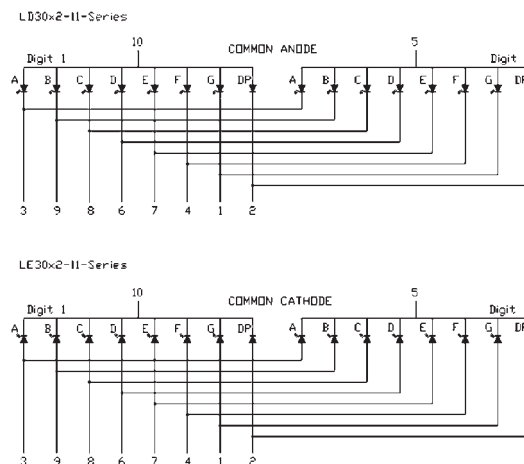 LD30x2-11-Series
10 COMMON ANODE 5
Digit 1 Digit
A B C D E F G DP A B C D E F G DP
3 9 8 6 7 4 1 2
LE30x2-11-Series
10 COMMON CATHODE 5
Digit 1 Digit
A B C D E F G DP A B C D E F G DP
3 9 8 6 7 4 1 2